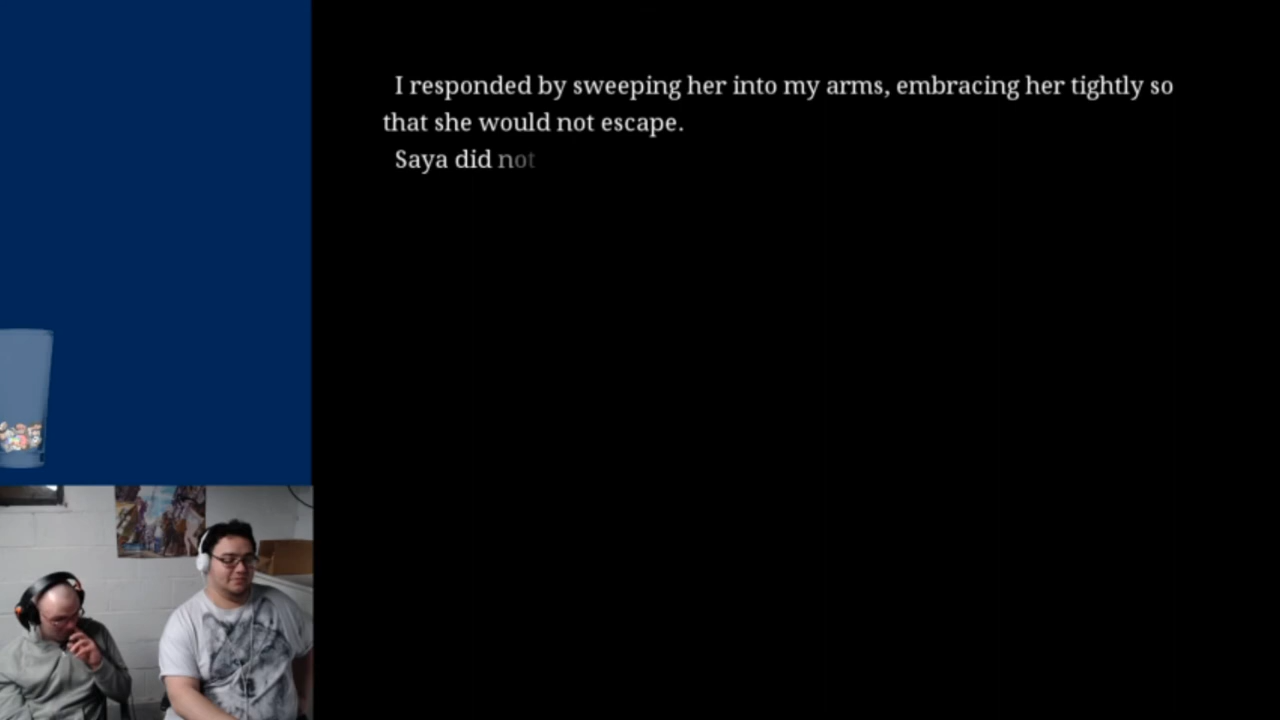 I responded by sweeping her into my arms, embracing her tightly so
that she would not escape.
Saya did not